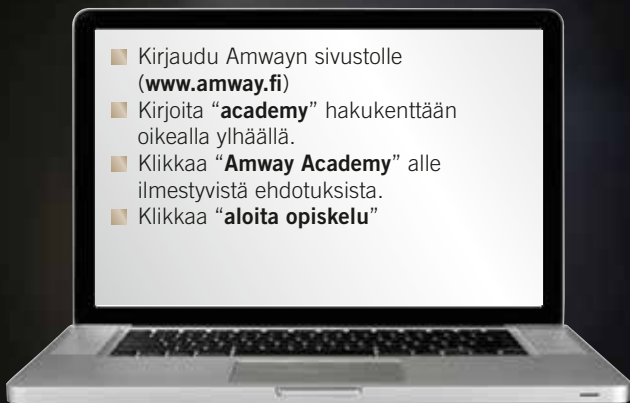 Kirjaudu Amwayn sivustolle
(www.amway.fi)
Kirjoita “academy” hakukenttään
oikealla ylhäällä.
Klikkaa “Amway Academy” alle
ilmestyvistä ehdotuksista.
Klikkaa “aloita opiskelu”